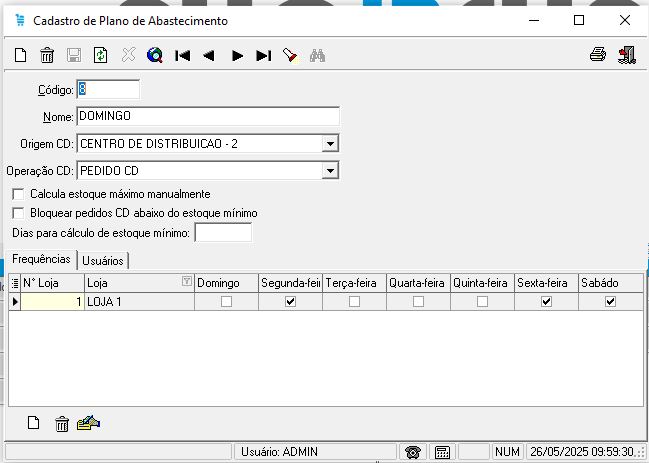 Cadastro de Plano de Abastecimento
Código: 8
Nome: DOMINGO
Origem CD: CENTRO DE DISTRIBUICAO - 2
Operação CD: PEDIDO CD
Calcula estoque máximo manualmente
Bloquear pedidos CD abaixo do estoque mínimo
Dias para cálculo de estoque mínimo:
Frequências Usuários
N° Loja Loja Domingo Segunda-feir Terça-feira Quarta-feira Quinta-feira Sexta-feira Sabádo
1 LOJA 1
Usuário: ADMIN NUM 26/05/2025 09:59:30